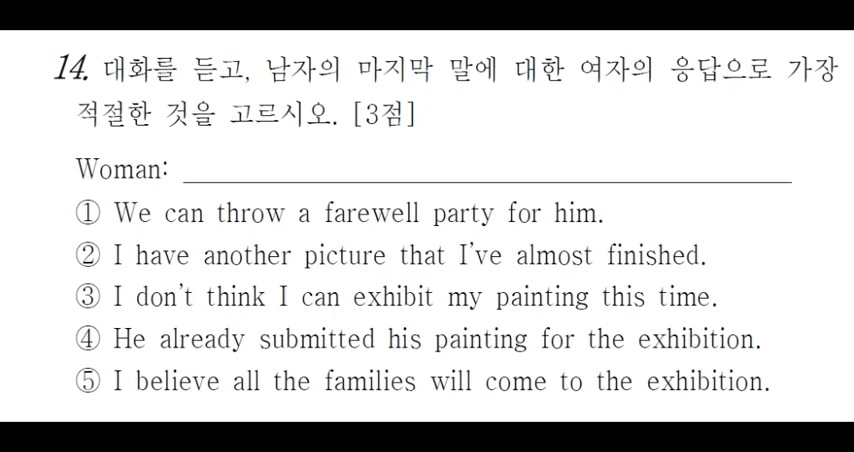 14. 대화를 듣고, 남자의 마지막 말에 대한 여자의 응답으로 가장
적절한 것을 고르시오. [3점]
Woman:
① We can throw a farewell party for him.
② I have another picture that I've almost finished.
③ I don't think I can exhibit my painting this time.
④ He already submitted his painting for the exhibition.
⑤ I believe all the families will come to the exhibition.